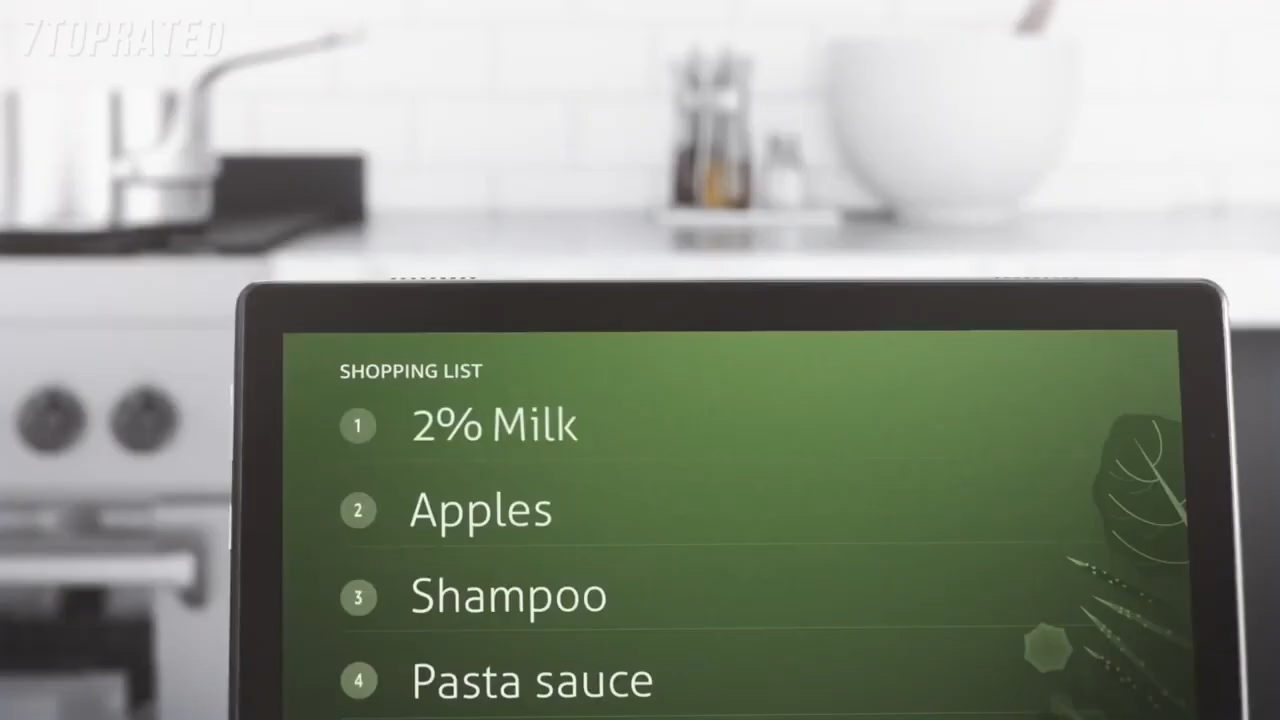 7TOPRATED
SHOPPING LIST
1 2% Milk
2 Apples
3 Shampoo
4 Pasta sauce